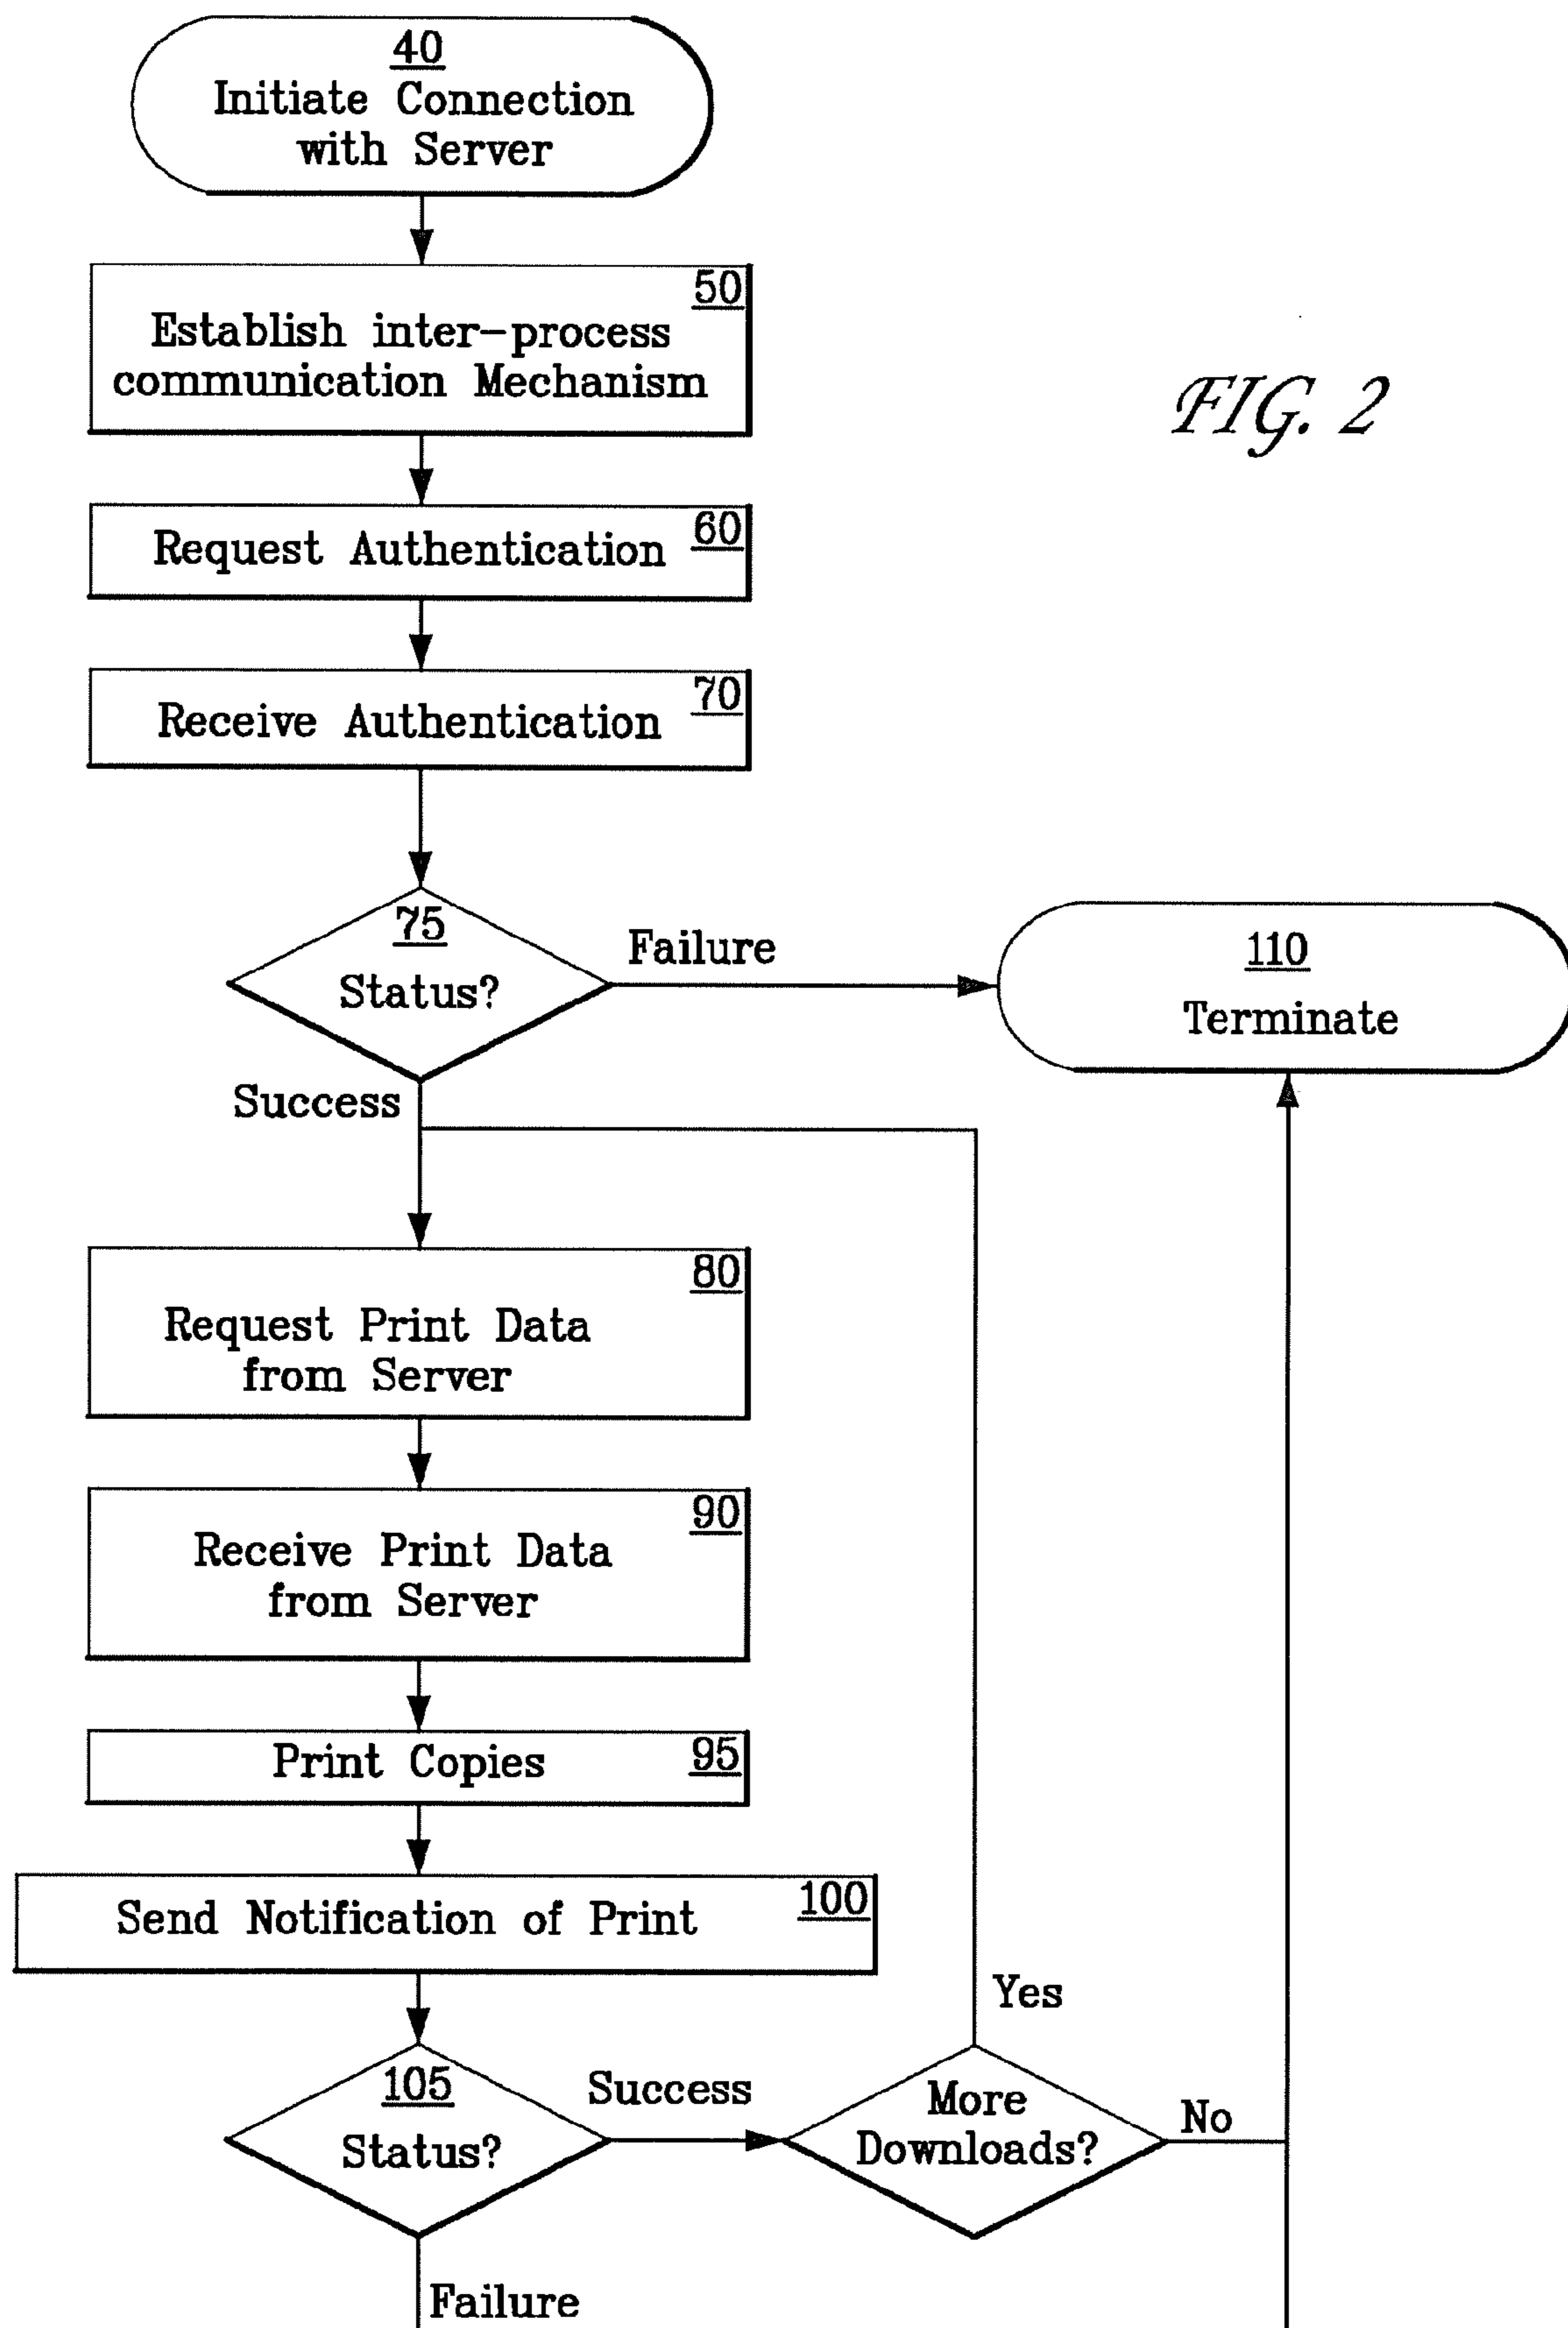 40
Initiate Connection
with Server
50
Establish inter-process
communication Mechanism
FIG. 2
60
Request Authentication
70
Receive Authentication
75
Status?
Failure
110
Terminate
Success
80
Request Print Data
from Server
90
Receive Print Data
from Server
95
Print Copies
100
Send Notification of Print
Yes
105
Status?
Success
More
Downloads?
No
Failure